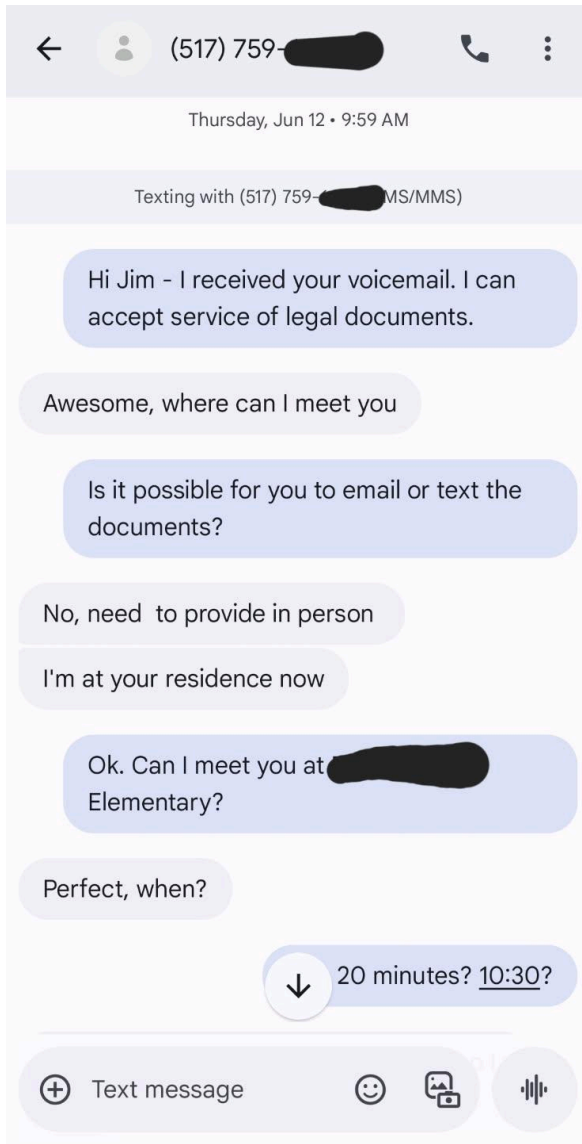 (517) 759-
Thursday, Jun 12 • 9:59 AM
Texting with (517) 759- MS/MMS)
Hi Jim - I received your voicemail. I can
accept service of legal documents.
Awesome, where can I meet you
Is it possible for you to email or text the
documents?
No, need  to provide in person
I'm at your residence now
Ok. Can I meet you at
Elementary?
Perfect, when?
20 minutes? 10:30?
Text message